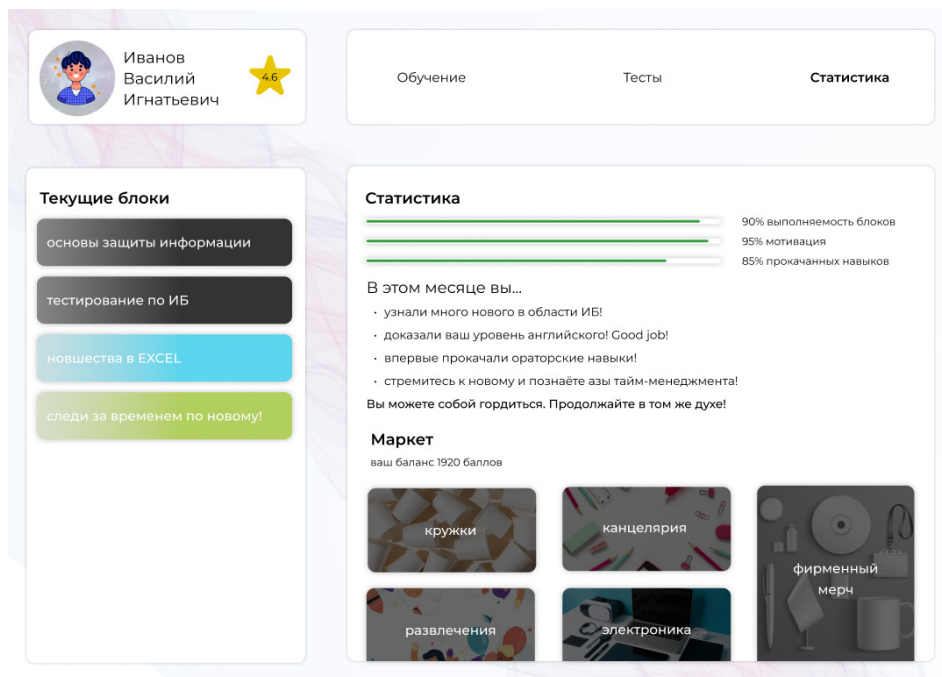 Иванов
Василий
Игнатьевич
4.6
Обучение
Тесты
Статистика
Текущие блоки
основы защиты информации
тестирование по ИБ
новшества в EXCEL
следи за временем по новому!
Статистика
90% выполняемость блоков
95% мотивация
85% прокачанных навыков
В этом месяце вы...
• узнали много нового в области ИБ!
• доказали ваш уровень английского! Good job!
• впервые прокачали ораторские навыки!
• стремитесь к новому и познаёте азы тайм-менеджмента!
Вы можете собой гордиться. Продолжайте в том же духе!
Маркет
ваш баланс 1920 баллов
кружки
канцелярия
фирменный
мерч
развлечения
электроника